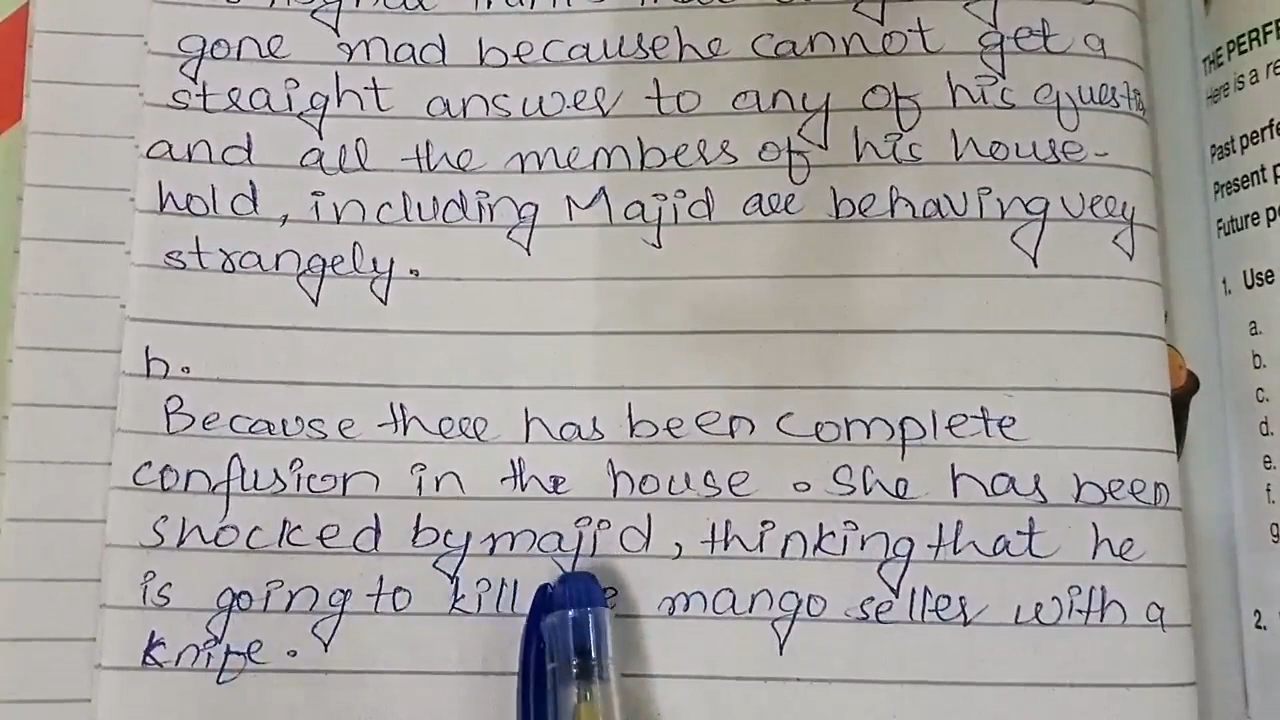 gone mad becausehe cannot get a
straight answer to any of his
and all the members of his house-
hold, including Majid are behaving very
strangely.
h.
Because there has been complete
confusion in the house. She has been
shocked by majid, thinking that he
is going to kill mango seller with a
knife.
THE PERFE
Here is a re
Past perfe
Present p
Future pe
1. Use
a.
b.
c.
d.
e.
f.
g
2.